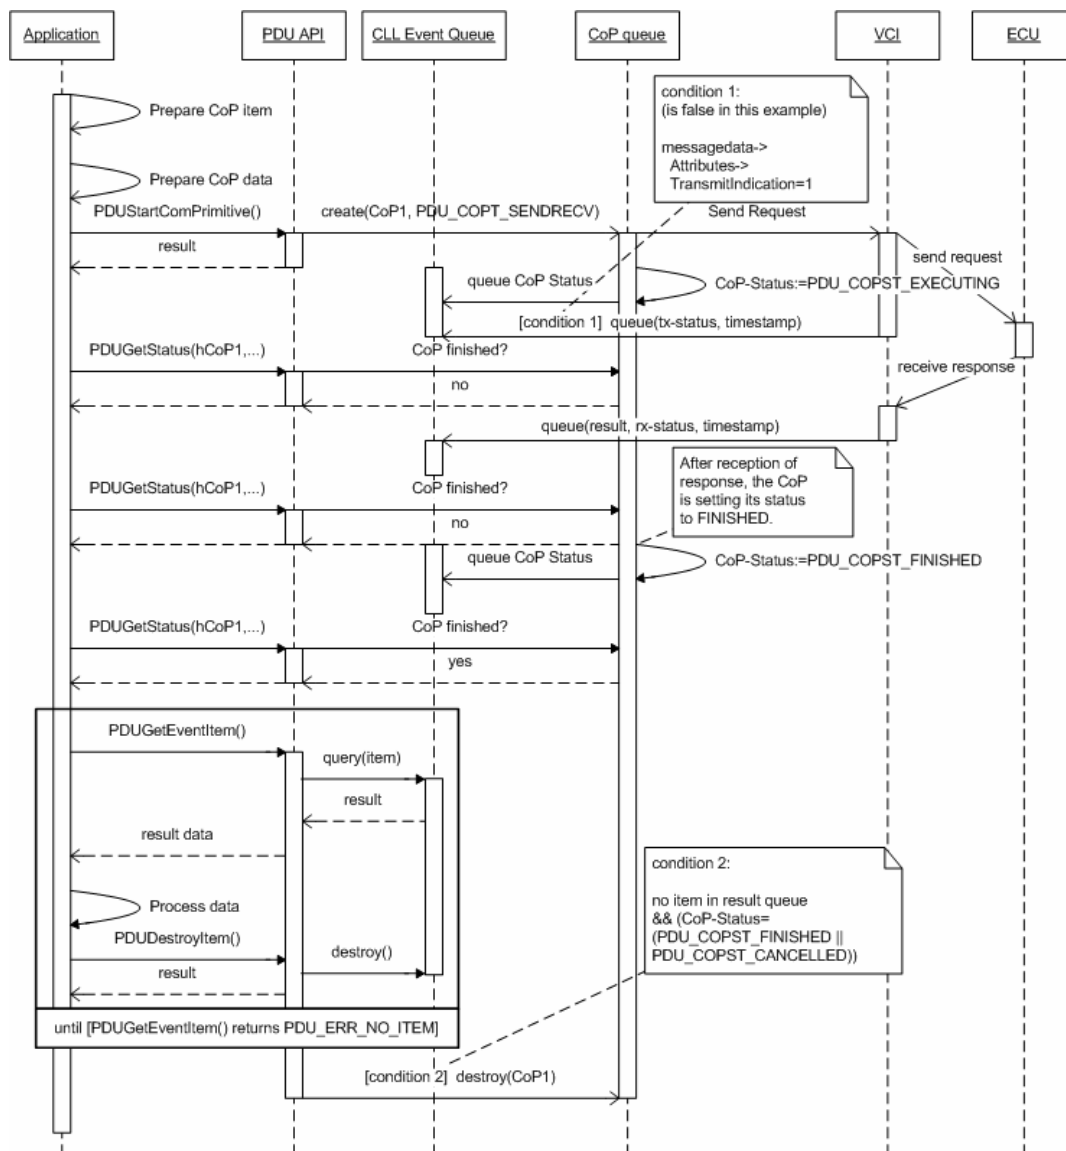 Application
PDU API
CLL Event Queue
CoP queue
VCI
ECU
condition 1:
(is false in this example)
messagedata->
Attributes->
TransmitIndication=1
Prepare CoP item
Prepare CoP data
PDUStartComPrimitive()
create(CoP1, PDU_COPT_SENDRECV)
Send Request
result
send request
queue CoP Status
CoP-Status:=PDU_COPST_EXECUTING
[condition 1] queue(tx-status, timestamp)
PDUGetStatus(hCoP1,...)
CoP finished?
receive response
no
queue(result, rx-status, timestamp)
After reception of
response, the CoP
is setting its status
to FINISHED.
PDUGetStatus(hCoP1,...)
CoP finished?
no
queue CoP Status
CoP-Status:=PDU_COPST_FINISHED
PDUGetStatus(hCoP1,...)
CoP finished?
yes
PDUGetEventItem()
query(item)
result
result data
condition 2:
no item in result queue
&& (CoP-Status=
(PDU_COPST_FINISHED ||
PDU_COPST_CANCELLED))
Process data
PDUDestroyItem()
destroy()
result
until [PDUGetEventItem() returns PDU_ERR_NO_ITEM]
[condition 2] destroy(CoP1)